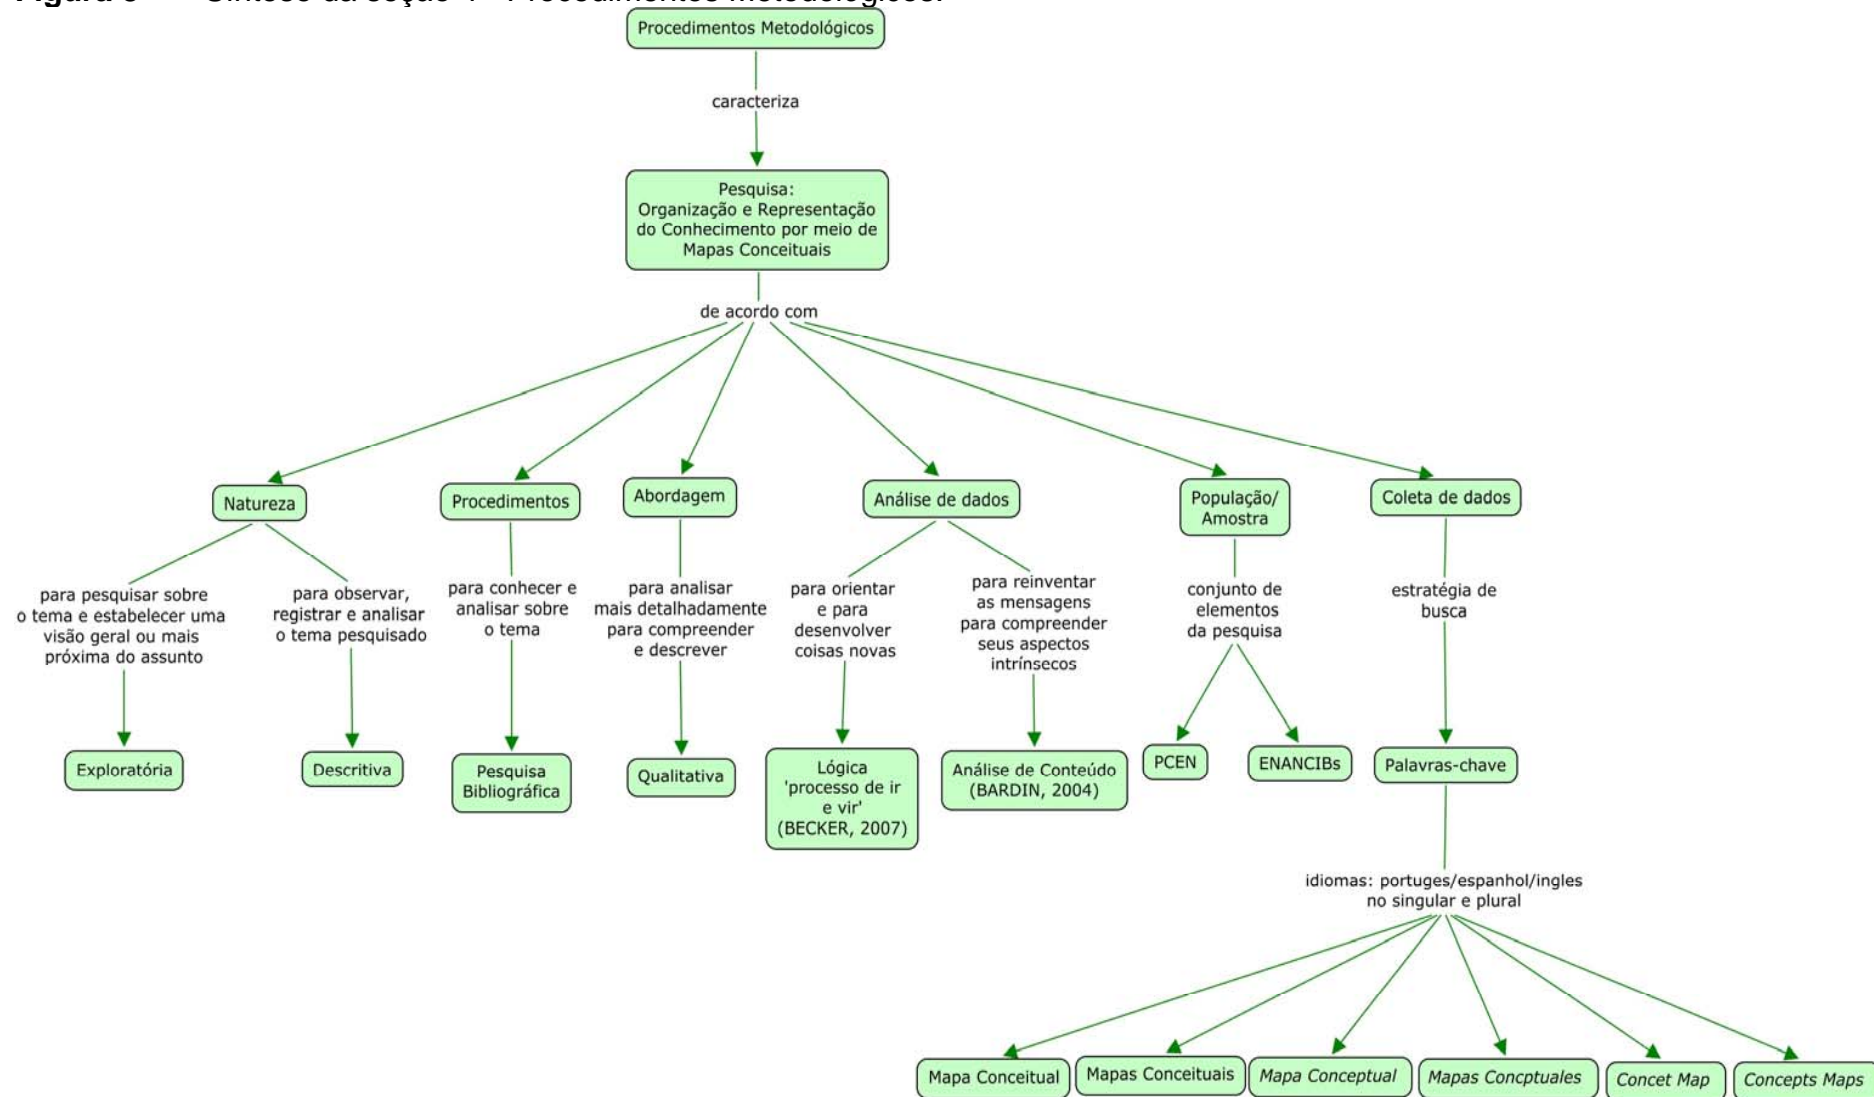 Procedimentos Metodológicos
caracteriza
Pesquisa:
Organização e Representação
do Conhecimento por meio de
Mapas Conceituais
de acordo com
Natureza
Procedimentos
Abordagem
Análise de dados
População/
Amostra
Coleta de dados
para pesquisar sobre
o tema e estabelecer uma
visão geral ou mais
próxima do assunto
para observar,
registrar e analisar
o tema pesquisado
para conhecer e
analisar sobre
o tema
para analisar
mais detalhadamente
para compreender
e descrever
para orientar
e para
desenvolver
coisas novas
para reinventar
as mensagens
para compreender
seus aspectos
intrínsecos
conjunto de
elementos
da pesquisa
estratégia de
busca
Exploratória
Descritiva
Pesquisa
Bibliográfica
Qualitativa
Lógica
'processo de ir
e vir'
(BECKER, 2007)
Análise de Conteúdo
(BARDIN, 2004)
PCEN
ENANCIBs
Palavras-chave
idiomas: portuges/espanhol/ingles
no singular e plural
Mapa Conceitual
Mapas Conceituais
Mapa Conceptual
Mapas Concptuales
Concet Map
Concepts Maps